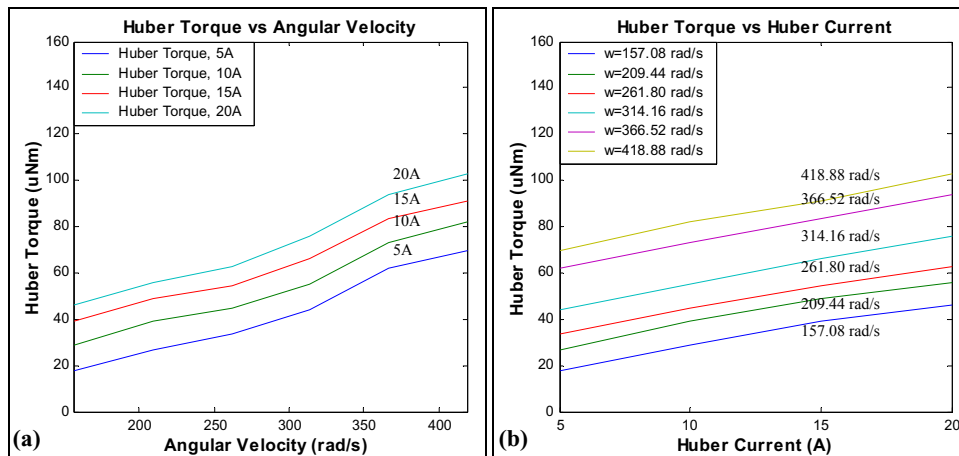 Huber Torque vs Angular Velocity
160
140
120
100
80
60
40
20
0
Huber Torque (uNm)
Huber Torque, 5A
Huber Torque, 10A
Huber Torque, 15A
Huber Torque, 20A
20A
15A
10A
5A
200
250
300
350
400
Angular Velocity (rad/s)
(a)
Huber Torque vs Huber Current
160
140
120
100
80
60
40
20
0
Huber Torque (uNm)
w=157.08 rad/s
w=209.44 rad/s
w=261.80 rad/s
w=314.16 rad/s
w=366.52 rad/s
w=418.88 rad/s
418.88 rad/s
366.52 rad/s
314.16 rad/s
261.80 rad/s
209.44 rad/s
157.08 rad/s
5
10
15
20
Huber Current (A)
(b)